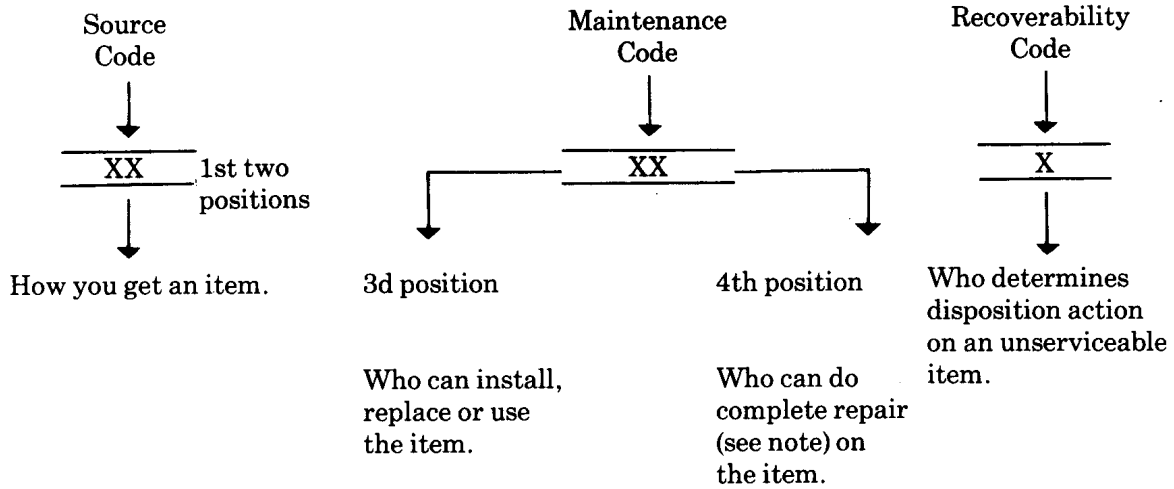 Source
Code
XX
1st two
positions
How you get an item.
Maintenance
Code
XX
3d position
Who can install,
replace or use
the item.
4th position
Who can do
complete repair
(see note) on
the item.
Recoverability
Code
X
Who determines
disposition action
on an unserviceable
item.